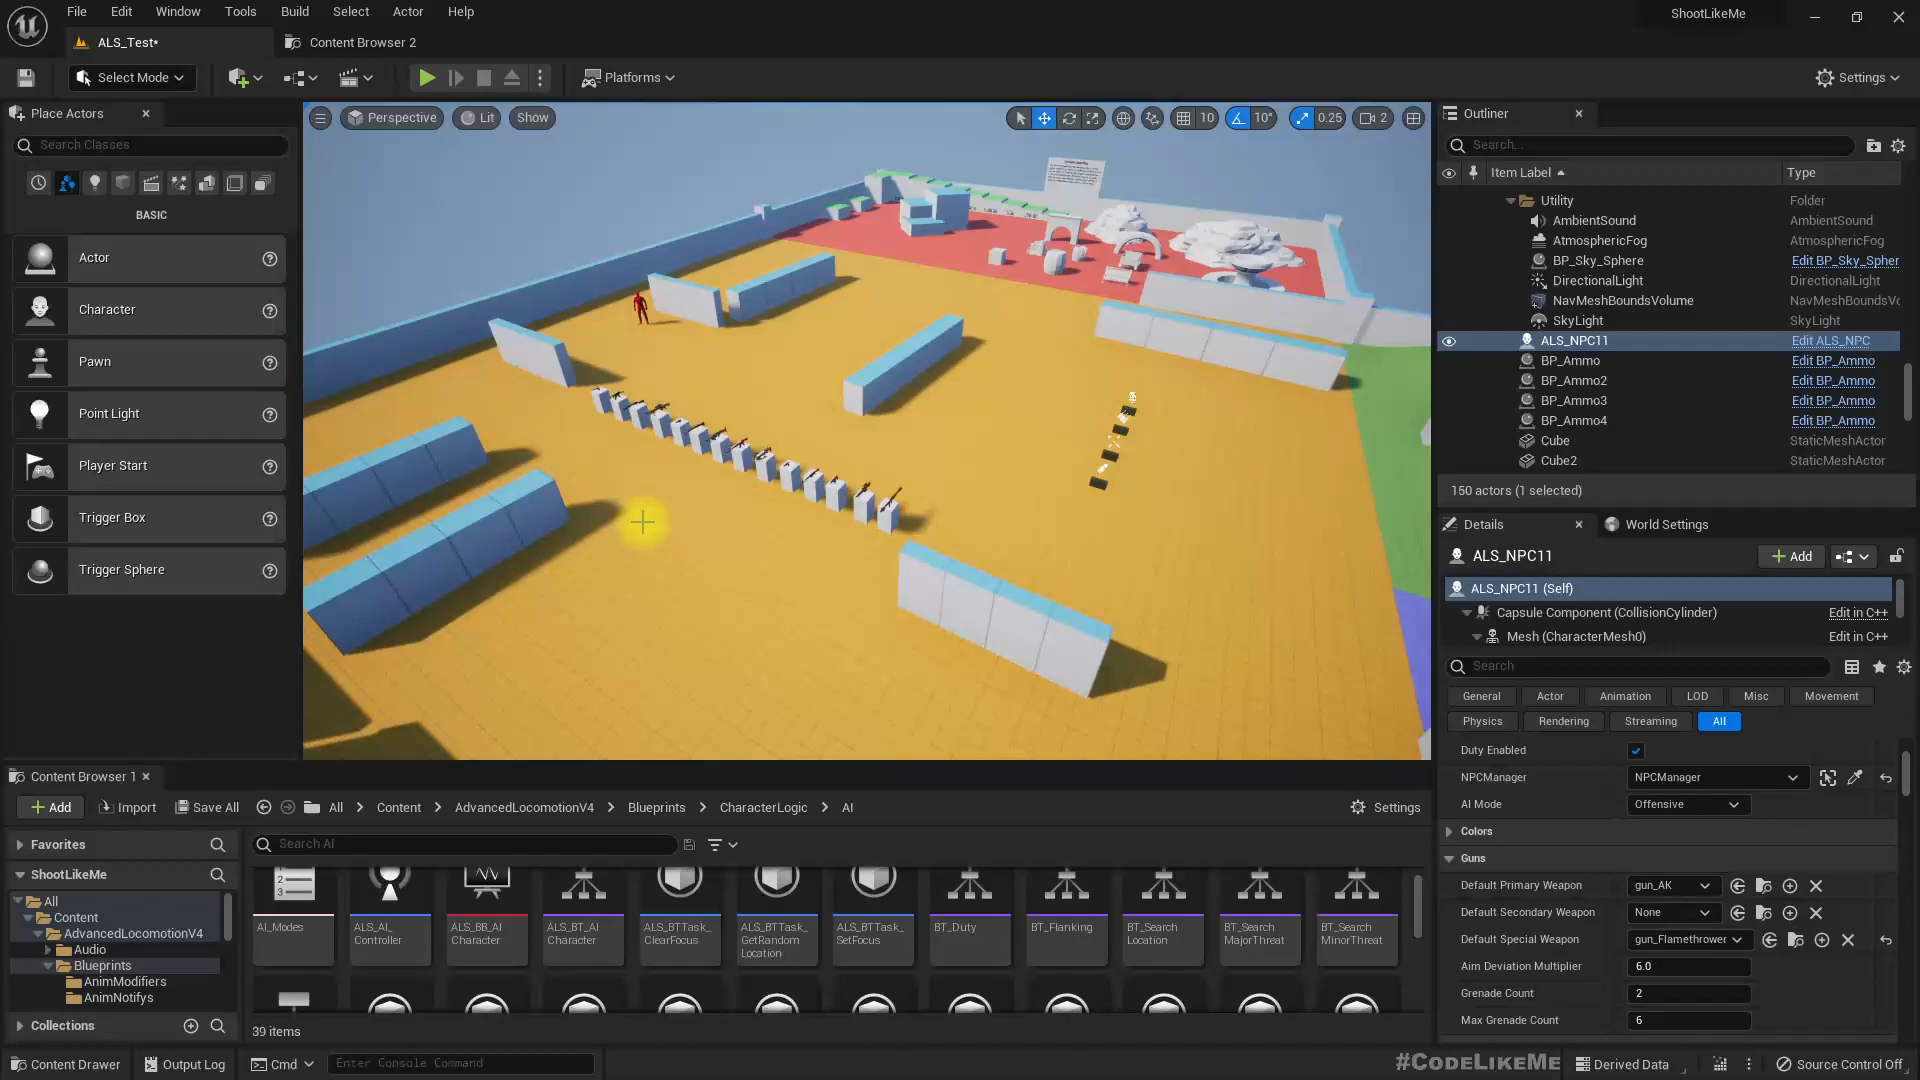 File Edit Window Tools Build Select Actor Help
ShootLikeMe
ALS_Test*
Content Browser 2
Select Mode
Platforms
Settings
Place Actors
Search Classes
BASIC
Actor
Character
Pawn
Point Light
Player Start
Trigger Box
Trigger Sphere
Perspective
Lit
Show
10
10°
0.25
2
Outliner
Search...
Item Label
Type
Utility Folder
AmbientSound AmbientSound
AtmosphericFog AtmosphericFog
BP_Sky_Sphere Edit BP_Sky_Spher
DirectionalLight DirectionalLight
NavMeshBoundsVolume NavMeshBoundsVo
SkyLight SkyLight
ALS_NPC11 Edit ALS_NPC
BP_Ammo Edit BP_Ammo
BP_Ammo2 Edit BP_Ammo
BP_Ammo3 Edit BP_Ammo
BP_Ammo4 Edit BP_Ammo
Cube StaticMeshActor
Cube2 StaticMeshActor
150 actors (1 selected)
Details
World Settings
ALS_NPC11
Add
ALS_NPC11 (Self)
Capsule Component (CollisionCylinder) Edit in C++
Mesh (CharacterMesh0) Edit in C++
Search
General Actor Animation LOD Misc Movement
Physics Rendering Streaming All
Duty Enabled
NPCManager NPCManager
AI Mode Offensive
Colors
Guns
Default Primary Weapon gun_AK
Default Secondary Weapon None
Default Special Weapon gun_Flamethrower
Aim Deviation Multiplier 6.0
Grenade Count 2
Max Grenade Count 6
Content Browser 1
Add Import Save All All Content AdvancedLocomotionV4 Blueprints CharacterLogic AI Settings
Favorites
ShootLikeMe
All
Content
AdvancedLocomotionV4
Audio
Blueprints
AnimModifiers
AnimNotifys
Collections
Search AI
AI_Modes
ALS_AI_
Controller
ALS_BB_AI
Character
ALS_BT_AI
Character
ALS_BTTask_
ClearFocus
ALS_BTTask_
GetRandom
Location
ALS_BTTask_
SetFocus
BT_Duty
BT_Flanking
BT_Search
Location
BT_Search
MajorThreat
BT_Search
MinorThreat
39 items
Content Drawer
Output Log
Cmd
Enter Console Command
#CODELIKEME
Derived Data
Source Control Off